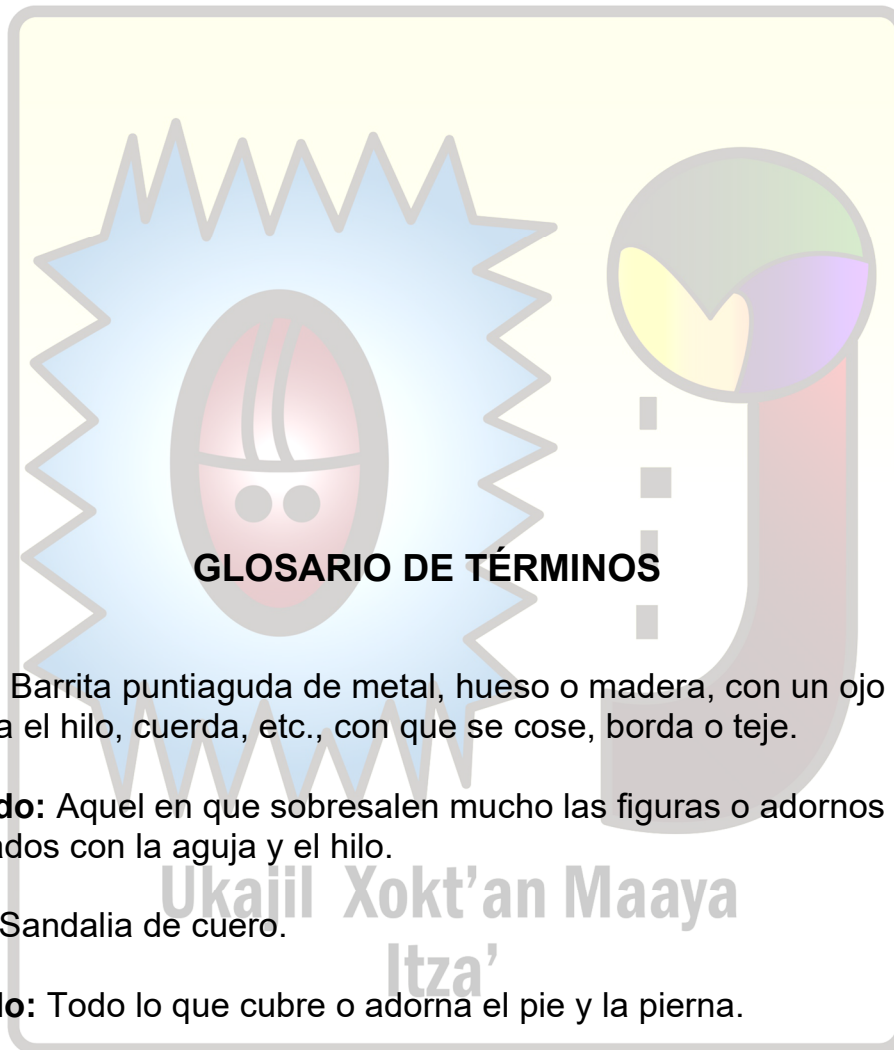 GLOSARIO DE TÉRMINOS
Barrita puntiaguda de metal, hueso o madera, con un ojo
a el hilo, cuerda, etc., con que se cose, borda o teje.
do: Aquel en que sobresalen mucho las figuras o adornos
ados con la aguja y el hilo.
Ukajil Xokt’an Maaya
Sandalia de cuero.
Itza’
do: Todo lo que cubre o adorna el pie y la pierna.